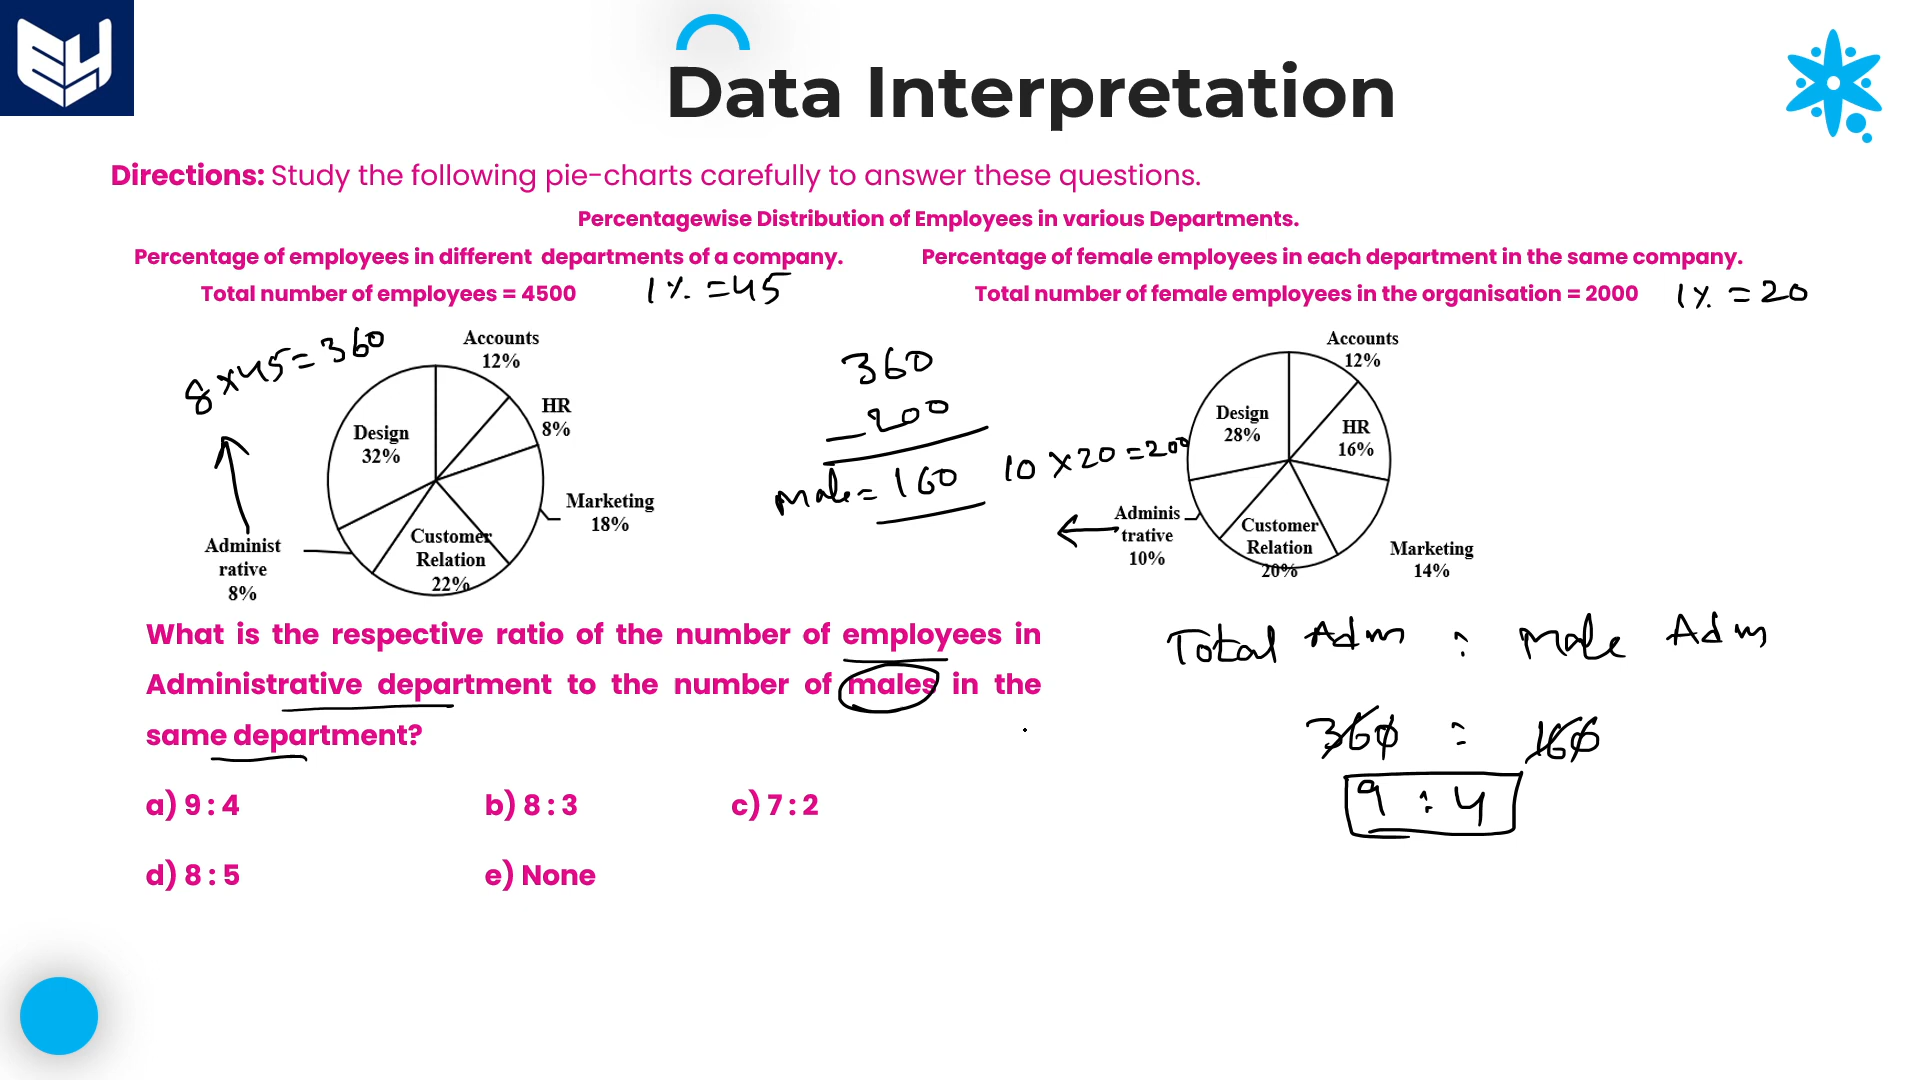 Data Interpretation
Directions: Study the following pie-charts carefully to answer these questions.
Percentagewise Distribution of Employees in various Departments.
Percentage of employees in different departments of a company.
Total number of employees = 4500
1 %. = 45
8 x 45 = 360
Accounts
12%
HR
8%
Marketing
18%
Customer
Relation
22%
Administ
rative
8%
Design
32%
360
200
male = 160
Percentage of female employees in each department in the same company.
Total number of female employees in the organisation = 2000
1 %. = 20
10 x 20 = 200
Accounts
12%
HR
16%
Marketing
14%
Customer
Relation
20%
Adminis
trative
10%
Design
28%
What is the respective ratio of the number of employees in
Administrative department to the number of males in the
same department?
a) 9 : 4
b) 8 : 3
c) 7 : 2
d) 8 : 5
e) None
Total Adm : Male Adm
360 : 160
9 : 4